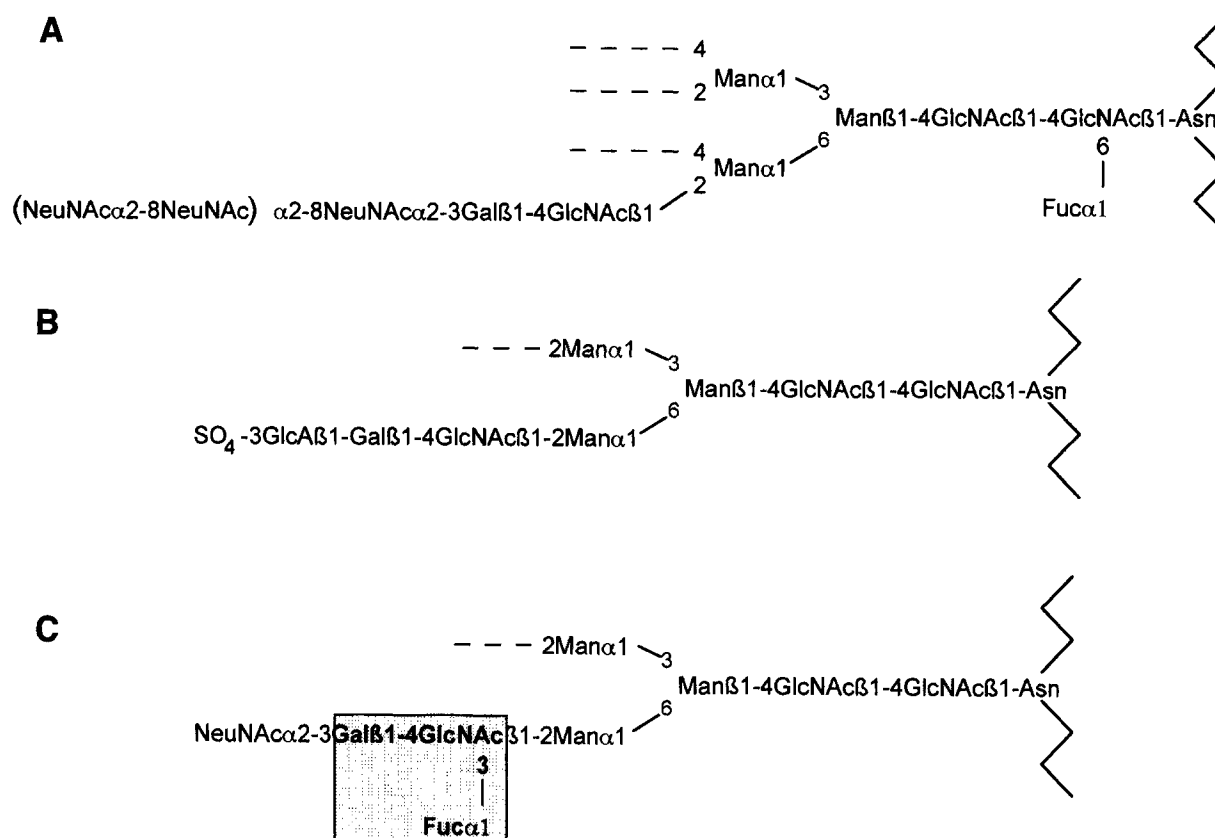 A
– – – – – 4
Manα1
3
– – – – – 2
Manß1-4GlcNAcß1-4GlcNAcß1-Asn
– – – – – 4
6
6
Manα1
2
(NeuNAcα2-8NeuNAc) α2-8NeuNAcα2-3Galß1-4GlcNAcß1
Fucα1
B
– – – 2Manα1
3
Manß1-4GlcNAcß1-4GlcNAcß1-Asn
6
SO4-3GlcAß1-Galß1-4GlcNAcß1-2Manα1
C
– – – 2Manα1
3
Manß1-4GlcNAcß1-4GlcNAcß1-Asn
6
NeuNAcα2-3Galß1-4GlcNAcß1-2Manα1
3
Fucα1